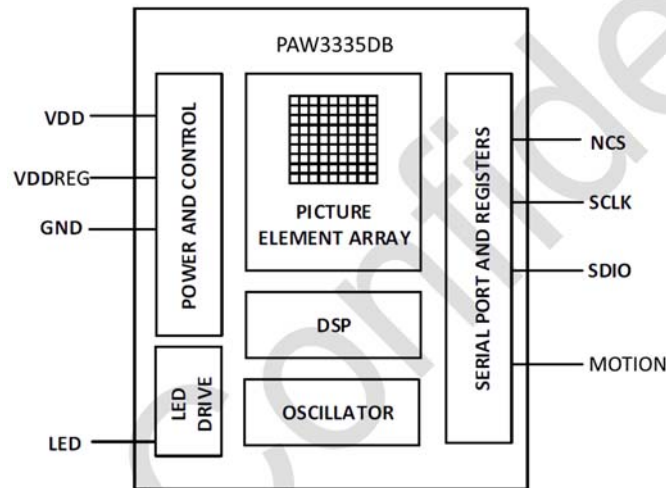 PAW3335DB
VDD
VDDREG
GND
LED
POWER AND CONTROL
LED
DRIVE
PICTURE
ELEMENT ARRAY
DSP
OSCILLATOR
SERIAL PORT AND REGISTERS
NCS
SCLK
SDIO
MOTION